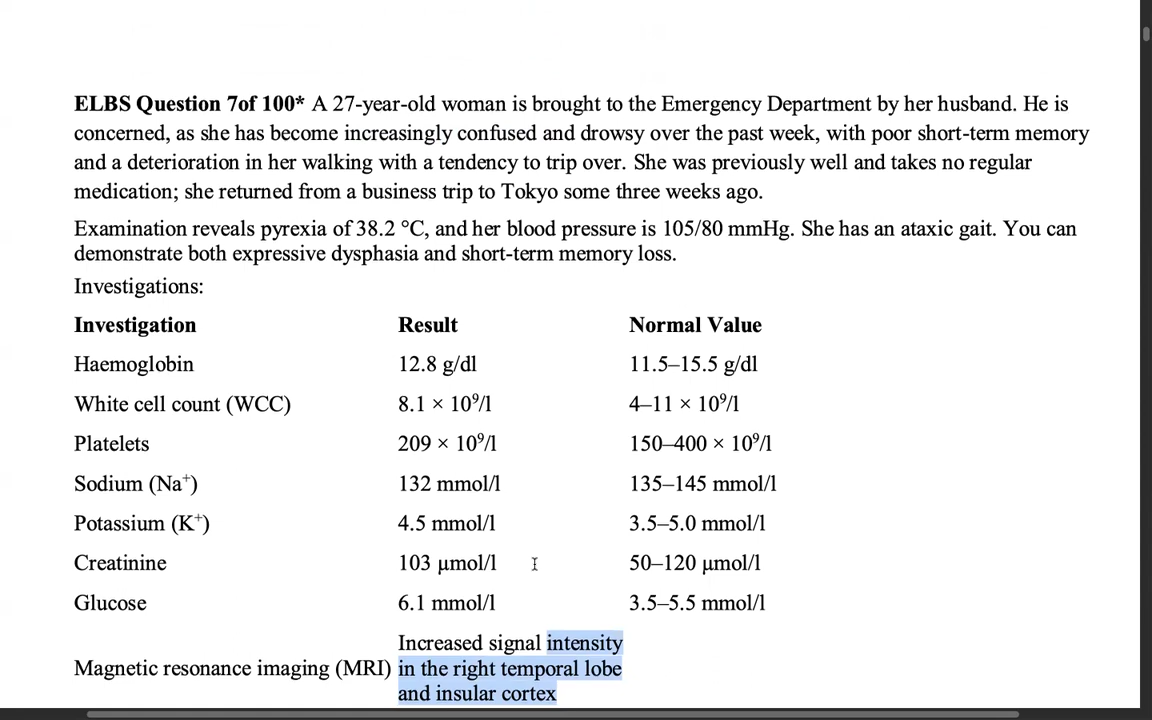 ELBS Question 7of 100* A 27-year-old woman is brought to the Emergency Department by her husband. He is
concerned, as she has become increasingly confused and drowsy over the past week, with poor short-term memory
and a deterioration in her walking with a tendency to trip over. She was previously well and takes no regular
medication; she returned from a business trip to Tokyo some three weeks ago.
Examination reveals pyrexia of 38.2 °C, and her blood pressure is 105/80 mmHg. She has an ataxic gait. You can
demonstrate both expressive dysphasia and short-term memory loss.
Investigations:
Investigation Result Normal Value
Haemoglobin 12.8 g/dl 11.5–15.5 g/dl
White cell count (WCC) 8.1 × 10⁹/l 4–11 × 10⁹/l
Platelets 209 × 10⁹/l 150–400 × 10⁹/l
Sodium (Na⁺) 132 mmol/l 135–145 mmol/l
Potassium (K⁺) 4.5 mmol/l 3.5–5.0 mmol/l
Creatinine 103 µmol/l 50–120 µmol/l
Glucose 6.1 mmol/l 3.5–5.5 mmol/l
Increased signal intensity
Magnetic resonance imaging (MRI) in the right temporal lobe
and insular cortex